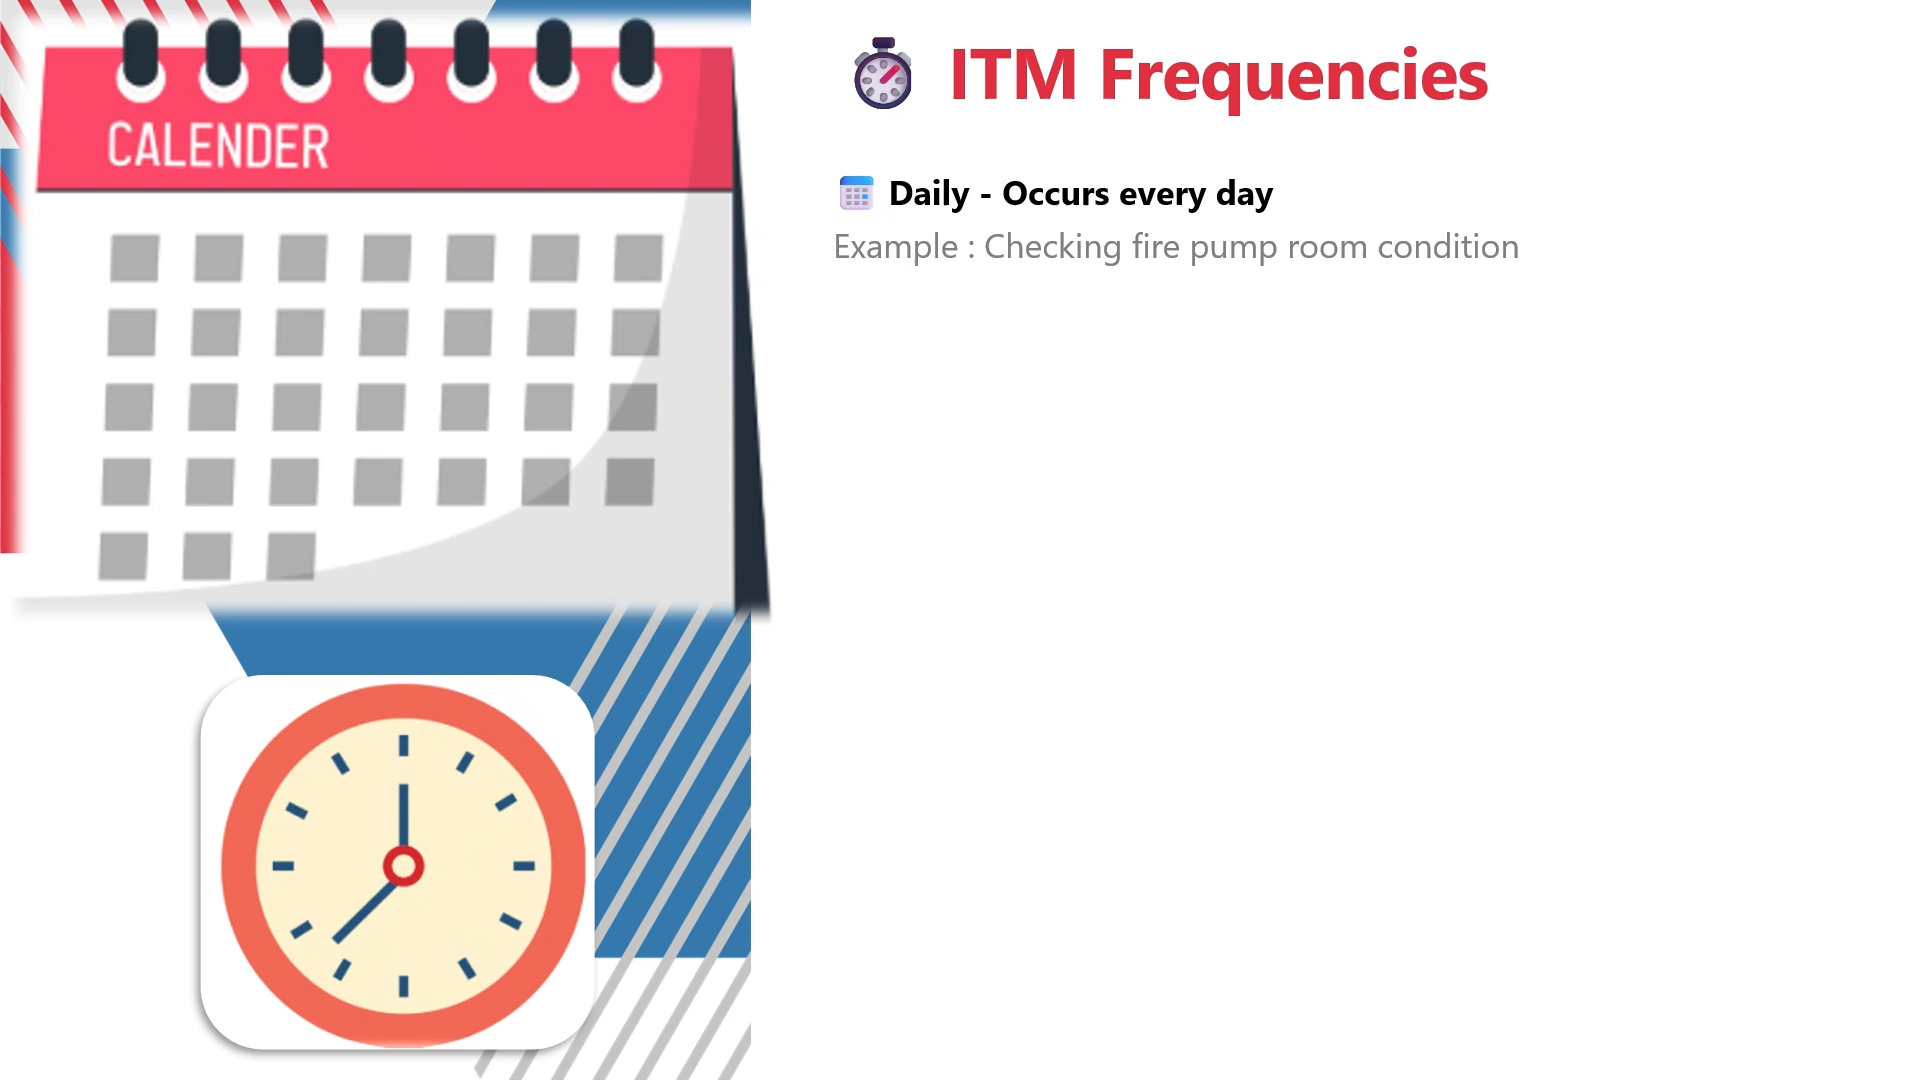 CALENDER
ITM Frequencies
Daily - Occurs every day
Example : Checking fire pump room condition